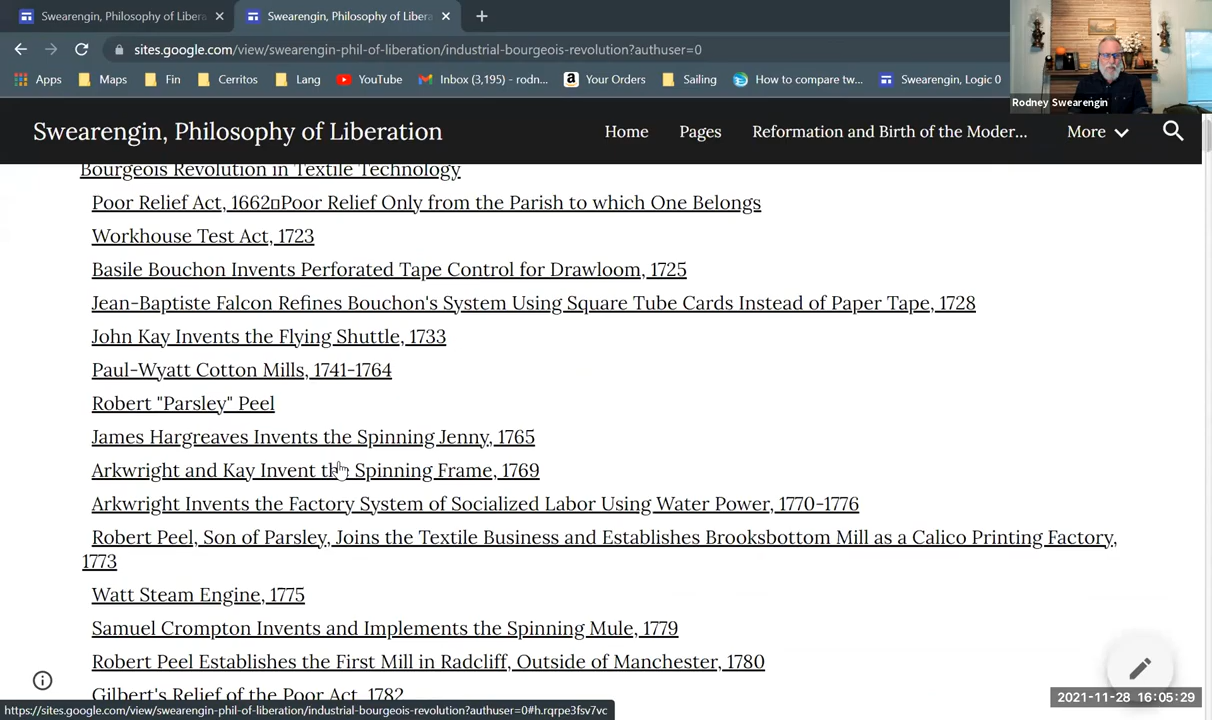 Swearengin, Philosophy of Libera
Swearengin, Philosophy of Libera
sites.google.com/view/swearengin-phil-of-liberation/industrial-bourgeois-revolution?authuser=0
Apps Maps Fin Cerritos Lang YouTube Inbox (3,195) - rodn... Your Orders Sailing How to compare tw... Swearengin, Logic 0
Rodney Swearengin
Swearengin, Philosophy of Liberation
Home Pages Reformation and Birth of the Moder... More
Bourgeois Revolution in Textile Technology
Poor Relief Act, 1662▯Poor Relief Only from the Parish to which One Belongs
Workhouse Test Act, 1723
Basile Bouchon Invents Perforated Tape Control for Drawloom, 1725
Jean-Baptiste Falcon Refines Bouchon's System Using Square Tube Cards Instead of Paper Tape, 1728
John Kay Invents the Flying Shuttle, 1733
Paul-Wyatt Cotton Mills, 1741-1764
Robert "Parsley" Peel
James Hargreaves Invents the Spinning Jenny, 1765
Arkwright and Kay Invent the Spinning Frame, 1769
Arkwright Invents the Factory System of Socialized Labor Using Water Power, 1770-1776
Robert Peel, Son of Parsley, Joins the Textile Business and Establishes Brooksbottom Mill as a Calico Printing Factory,
1773
Watt Steam Engine, 1775
Samuel Crompton Invents and Implements the Spinning Mule, 1779
Robert Peel Establishes the First Mill in Radcliff, Outside of Manchester, 1780
Gilbert's Relief of the Poor Act, 1782
2021-11-28 16:05:29
https://sites.google.com/view/swearengin-phil-of-liberation/industrial-bourgeois-revolution?authuser=0#h.rqrpe3fsv7vc